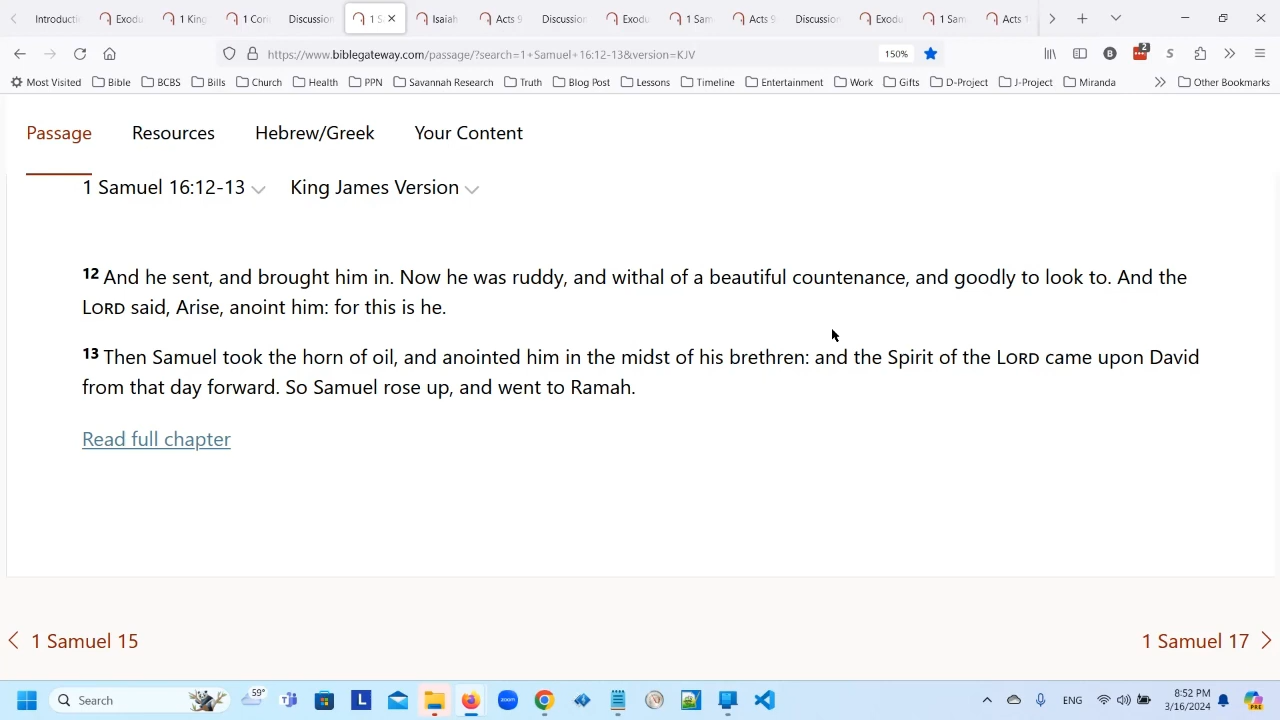 Introducti Exodu 1 King 1 Cori Discussion 1 S Isaiah Acts 9 Discussion Exodu 1 Sam Acts 9 Discussion Exodu 1 Sam Acts 1
https://www.biblegateway.com/passage/?search=1+Samuel+16:12-13&version=KJV 150% B 2 S
Most Visited Bible BCBS Bills Church Health PPN Savannah Research Truth Blog Post Lessons Timeline Entertainment Work Gifts D-Project J-Project Miranda Other Bookmarks
Passage Resources Hebrew/Greek Your Content
1 Samuel 16:12-13 King James Version
12 And he sent, and brought him in. Now he was ruddy, and withal of a beautiful countenance, and goodly to look to. And the
LORD said, Arise, anoint him: for this is he.
13 Then Samuel took the horn of oil, and anointed him in the midst of his brethren: and the Spirit of the LORD came upon David
from that day forward. So Samuel rose up, and went to Ramah.
Read full chapter
1 Samuel 15 1 Samuel 17
Search 59° L zoom ENG 8:52 PM
3/16/2024 PRE